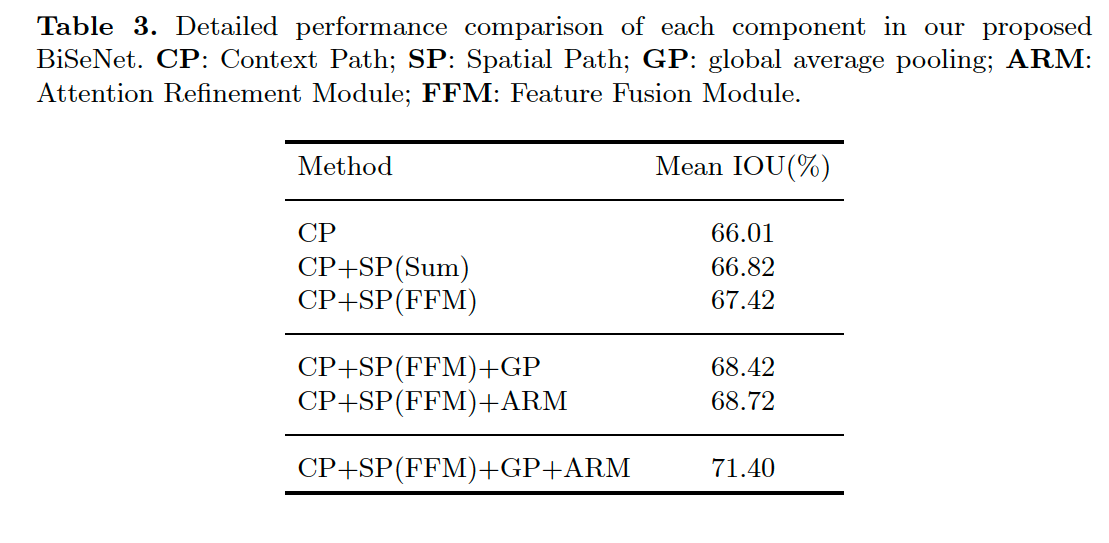 Table 3. Detailed performance comparison of each component in our proposed
BiSeNet. CP: Context Path; SP: Spatial Path; GP: global average pooling; ARM:
Attention Refinement Module; FFM: Feature Fusion Module.
Method Mean IOU(%)
CP 66.01
CP+SP(Sum) 66.82
CP+SP(FFM) 67.42
CP+SP(FFM)+GP 68.42
CP+SP(FFM)+ARM 68.72
CP+SP(FFM)+GP+ARM 71.40